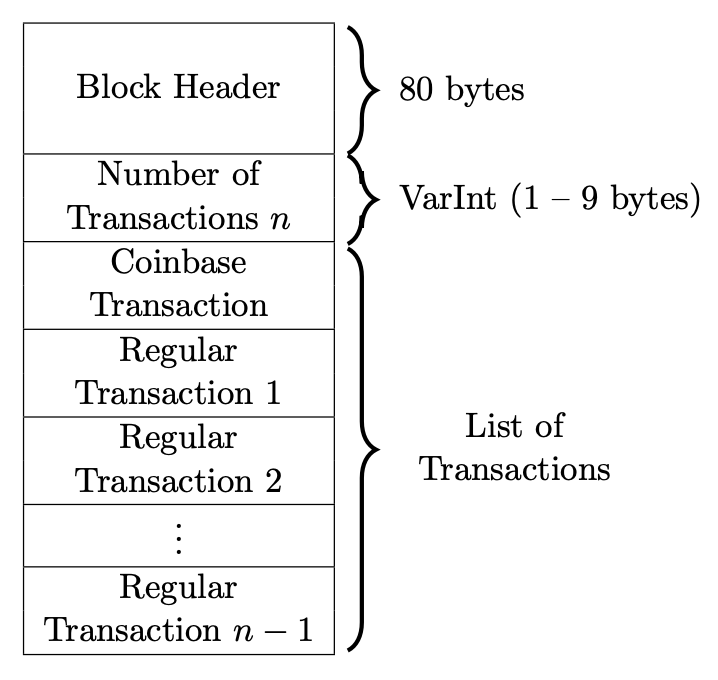 Block Header
80 bytes
Number of
Transactions n
VarInt (1 – 9 bytes)
Coinbase
Transaction
Regular
Transaction 1
Regular
Transaction 2
⋮
Regular
Transaction n − 1
List of
Transactions